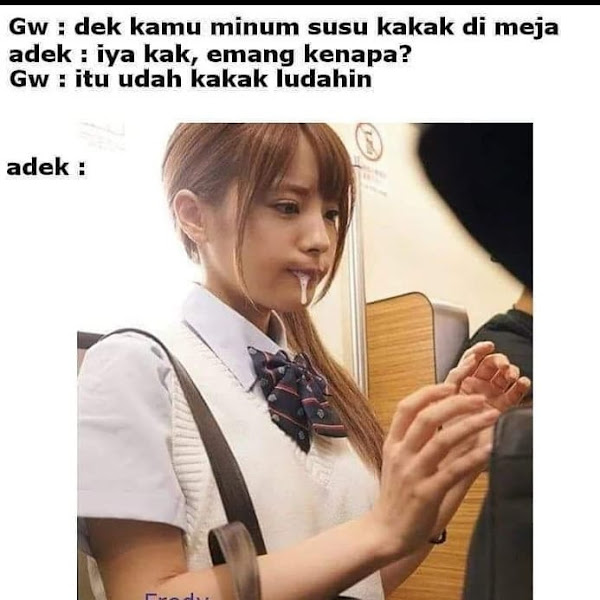 Gw : dek kamu minum susu kakak di meja
adek : iya kak, emang kenapa?
Gw : itu udah kakak ludahin
adek :